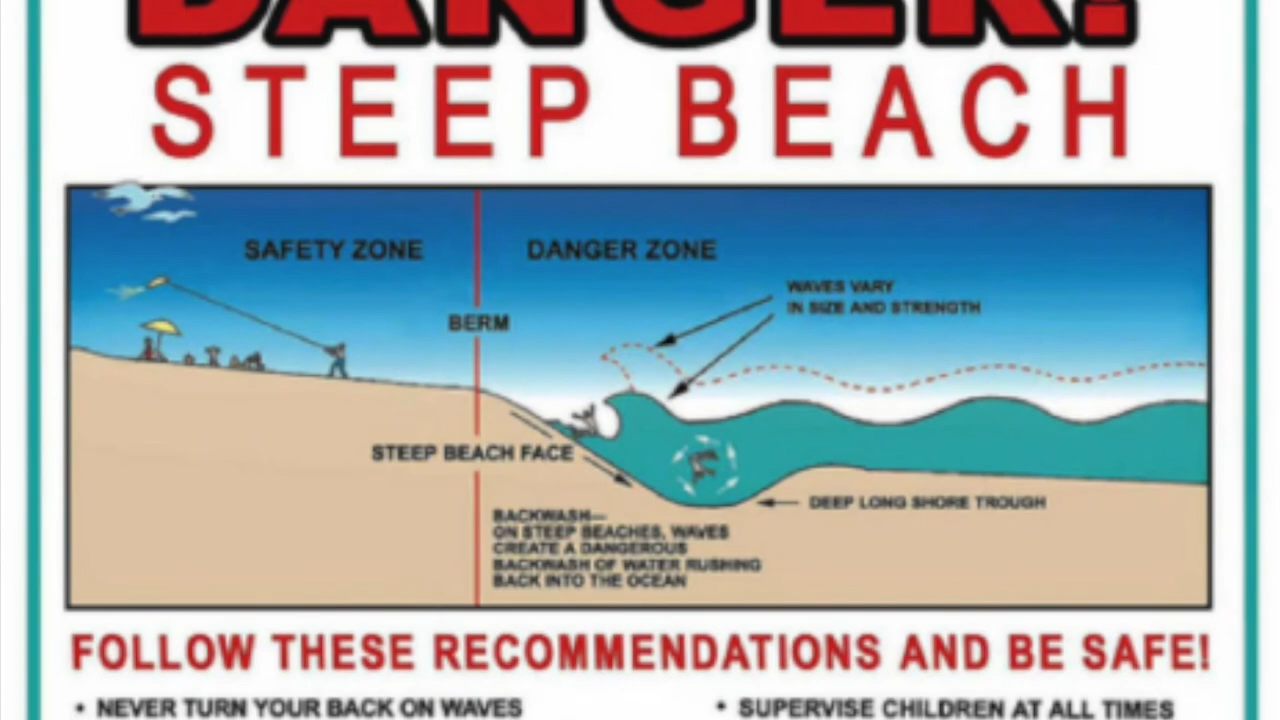 DANGER!
STEEP BEACH
SAFETY ZONE
DANGER ZONE
WAVES VARY
IN SIZE AND STRENGTH
BERM
STEEP BEACH FACE
DEEP LONG SHORE TROUGH
BACKWASH—
ON STEEP BEACHES, WAVES
CREATE A DANGEROUS
BACKWASH OF WATER RUSHING
BACK INTO THE OCEAN
FOLLOW THESE RECOMMENDATIONS AND BE SAFE!
• NEVER TURN YOUR BACK ON WAVES
• SUPERVISE CHILDREN AT ALL TIMES